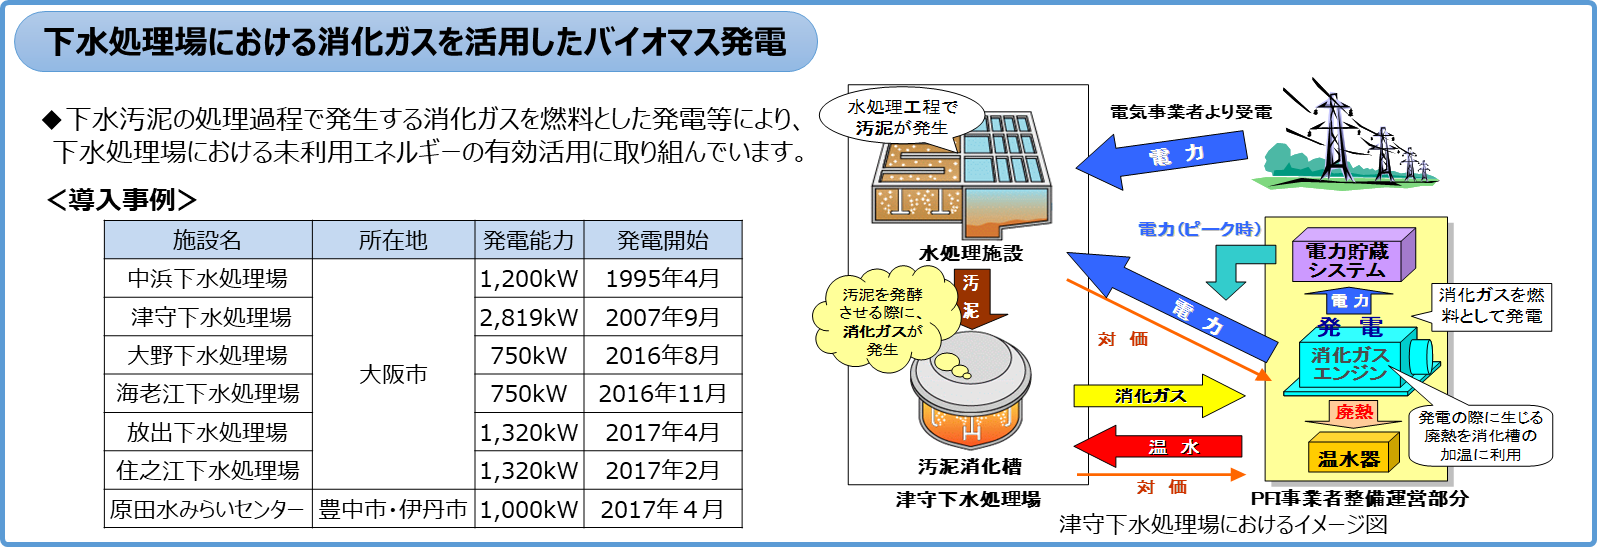 下水処理場における消化ガスを活用したバイオマス発電
◆下水汚泥の処理過程で発生する消化ガスを燃料とした発電等により、
下水処理場における未利用エネルギーの有効活用に取り組んでいます。
＜導入事例＞
施設名 所在地 発電能力 発電開始
中浜下水処理場 1,200kW 1995年4月
津守下水処理場 2,819kW 2007年9月
大野下水処理場 750kW 2016年8月
大阪市
海老江下水処理場 750kW 2016年11月
放出下水処理場 1,320kW 2017年4月
住之江下水処理場 1,320kW 2017年2月
原田水みらいセンター 豊中市・伊丹市 1,000kW 2017年４月
水処理工程で
汚泥が発生
水処理施設
汚
泥
汚泥を発酵
させる際に、
消化ガスが
発生
汚泥消化槽
津守下水処理場
電気事業者より受電
電 力
電力（ピーク時）
電 力
対 価
消化ガス
温 水
対 価
電力貯蔵
システム
電 力
消化ガスを燃
料として発電
発 電
消化ガス
エンジン
廃熱
発電の際に生じる
廃熱を消化槽の
加温に利用
温水器
PFI事業者整備運営部分
津守下水処理場におけるイメージ図